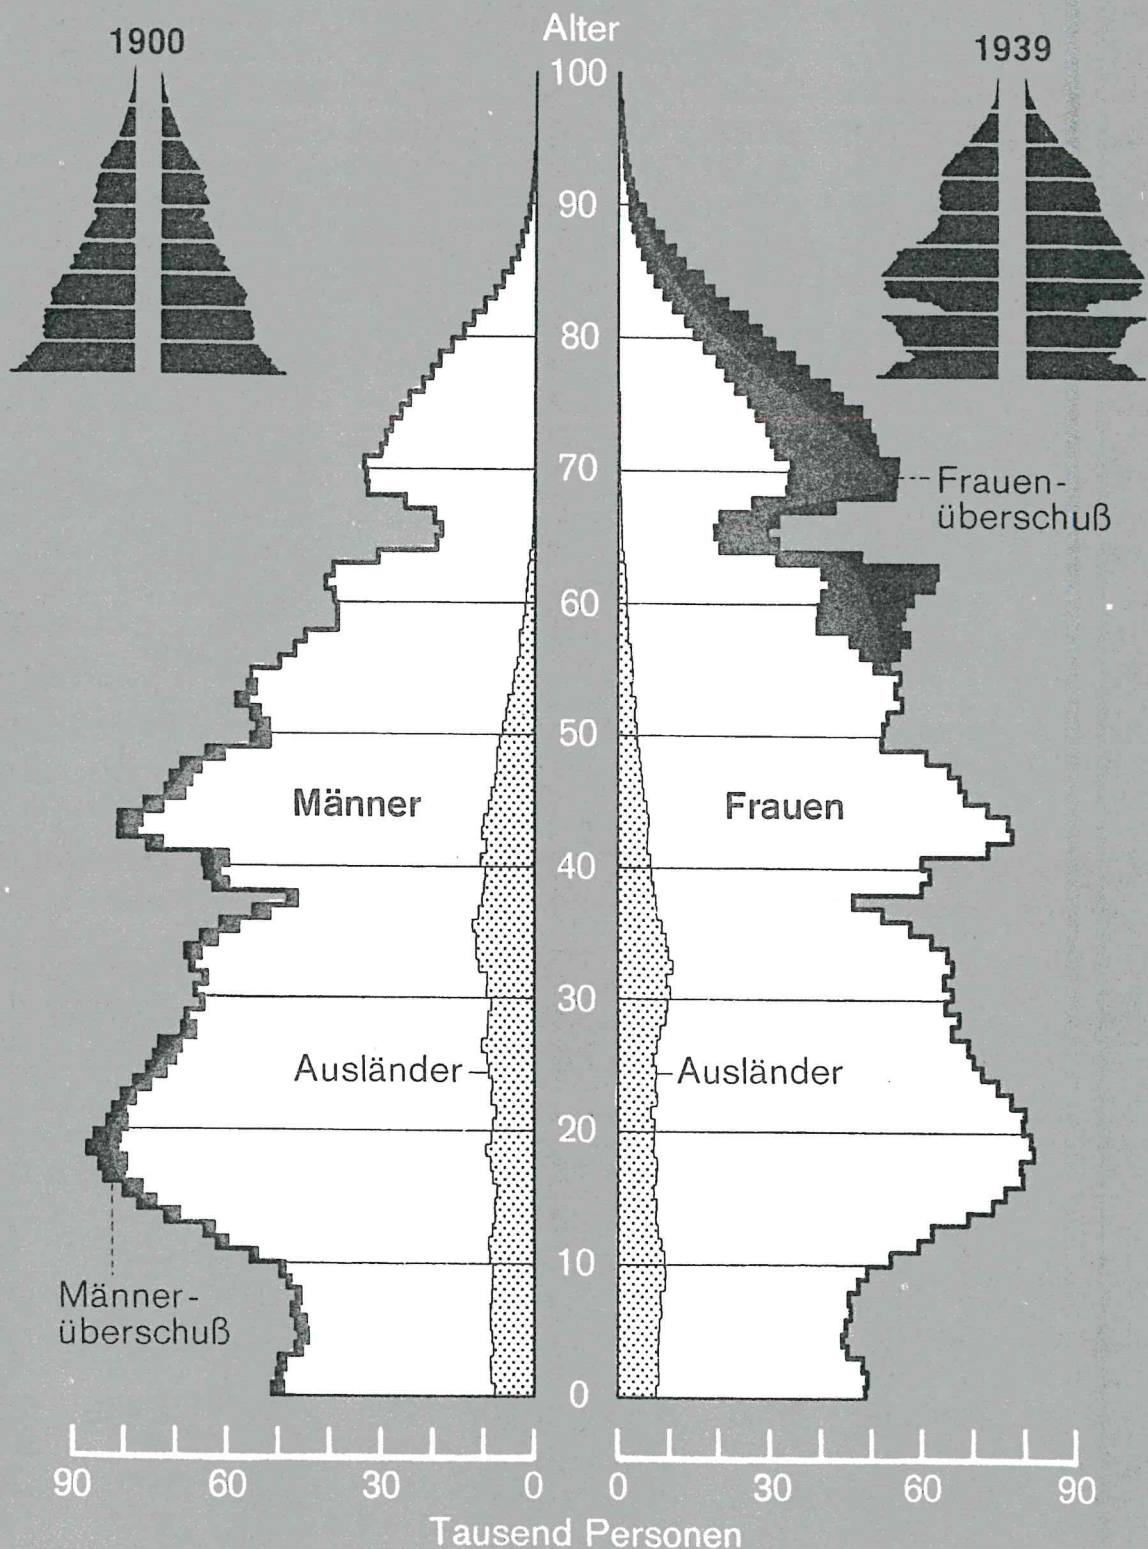 1900
Alter
1939
100
90
80
70
Frauen-
überschuß
60
50
Männer
Frauen
40
30
Ausländer
Ausländer
20
10
Männer-
überschuß
0
90 60 30 0 0 30 60 90
Tausend Personen